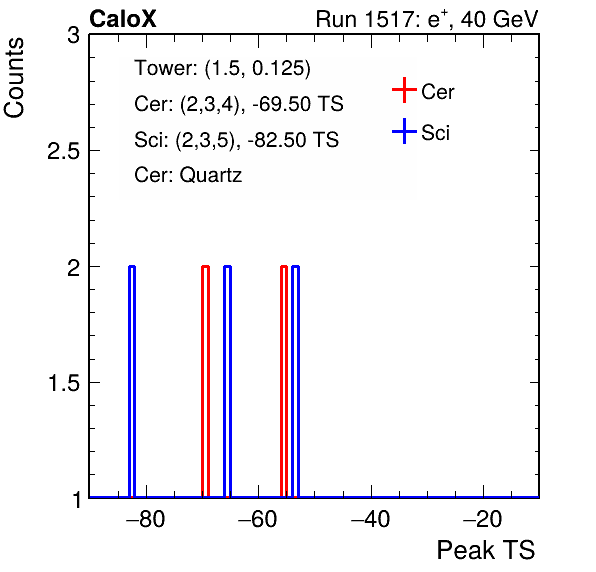 CaloX Run 1517: e⁺, 40 GeV
Counts
3
2.5
2
1.5
1
Tower: (1.5, 0.125)
Cer: (2,3,4), -69.50 TS
Sci: (2,3,5), -82.50 TS
Cer: Quartz
Cer
Sci
−80 −60 −40 −20
Peak TS